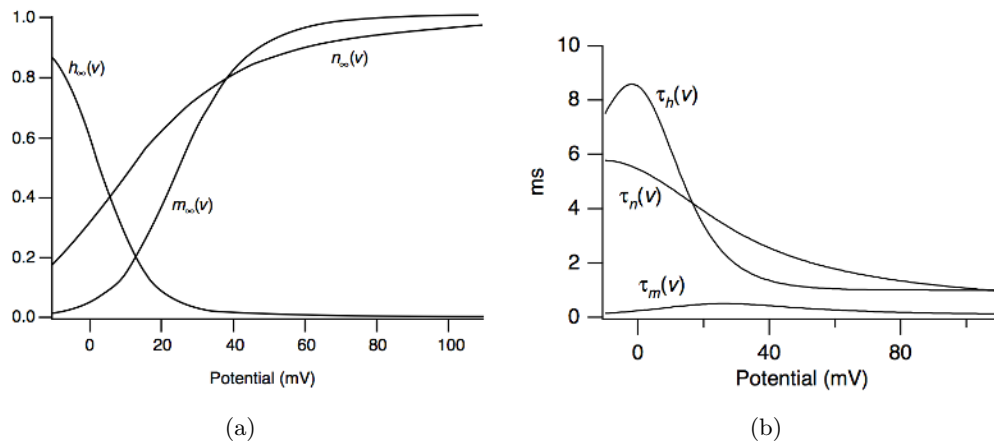 1.0
0.8
0.6
0.4
0.2
0.0
h∞(v)
n∞(v)
m∞(v)
0
20
40
60
80
100
Potential (mV)
(a)
10
8
6
4
2
0
ms
τh(v)
τn(v)
τm(v)
0
40
80
Potential (mV)
(b)